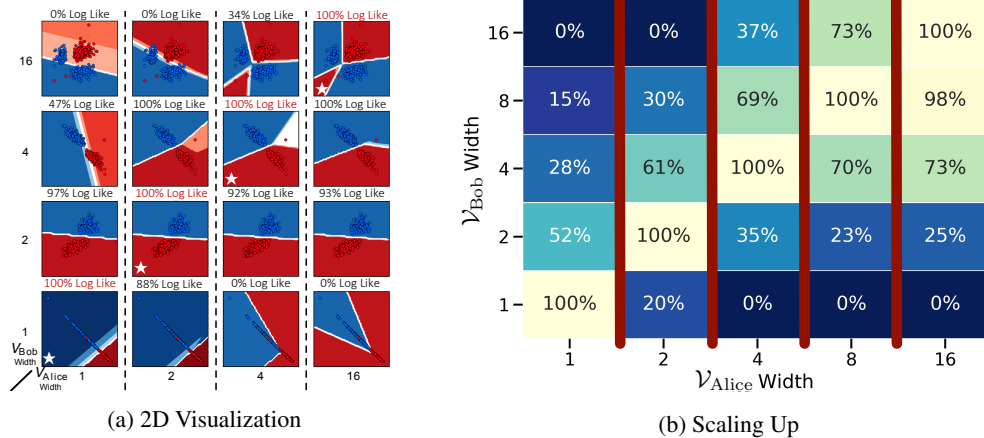 0% Log Like 0% Log Like 34% Log Like 100% Log Like
16
47% Log Like 100% Log Like 100% Log Like 100% Log Like
4
97% Log Like 100% Log Like 92% Log Like 93% Log Like
2
100% Log Like 88% Log Like 0% Log Like 0% Log Like
1
V_Bob Width / V_Alice Width
1 2 4 16
(a) 2D Visualization
V_Bob Width
16 0% 0% 37% 73% 100%
8 15% 30% 69% 100% 98%
4 28% 61% 100% 70% 73%
2 52% 100% 35% 23% 25%
1 100% 20% 0% 0% 0%
1 2 4 8 16
V_Alice Width
(b) Scaling Up